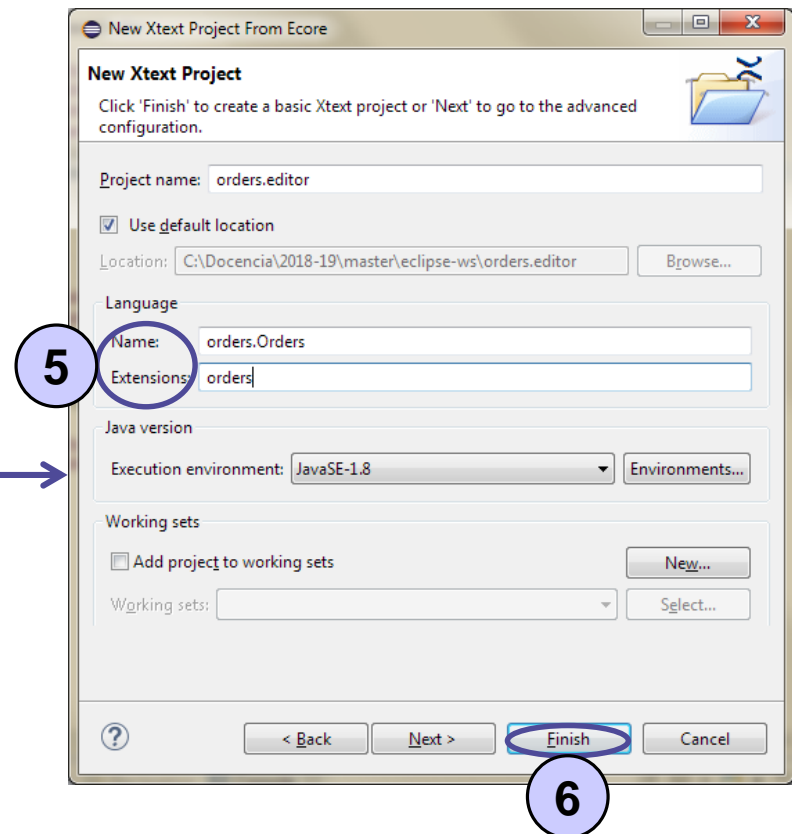 New Xtext Project From Ecore
New Xtext Project
Click 'Finish' to create a basic Xtext project or 'Next' to go to the advanced
configuration.
Project name: orders.editor
Use default location
Location: C:\Docencia\2018-19\master\eclipse-ws\orders.editor Browse...
Language
Name: orders.Orders
5
Extensions: orders
Java version
Execution environment: JavaSE-1.8 Environments...
Working sets
Add project to working sets New...
Working sets: Select...
? < Back Next > Finish Cancel
6